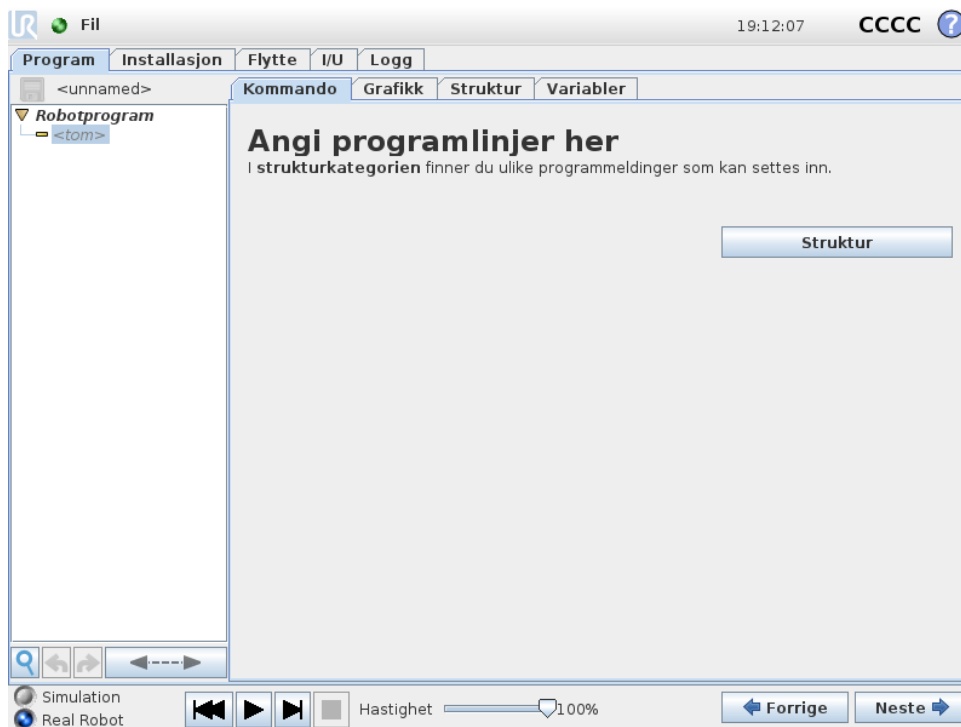 UR Fil 19:12:07 CCCC ?
Program Installasjon Flytte I/U Logg
<unnamed> Kommando Grafikk Struktur Variabler
Robotprogram
<tom>
Angi programlinjer her
I strukturkategorien finner du ulike programmeldinger som kan settes inn.
Struktur
Simulation
Real Robot
Hastighet 100% Forrige Neste